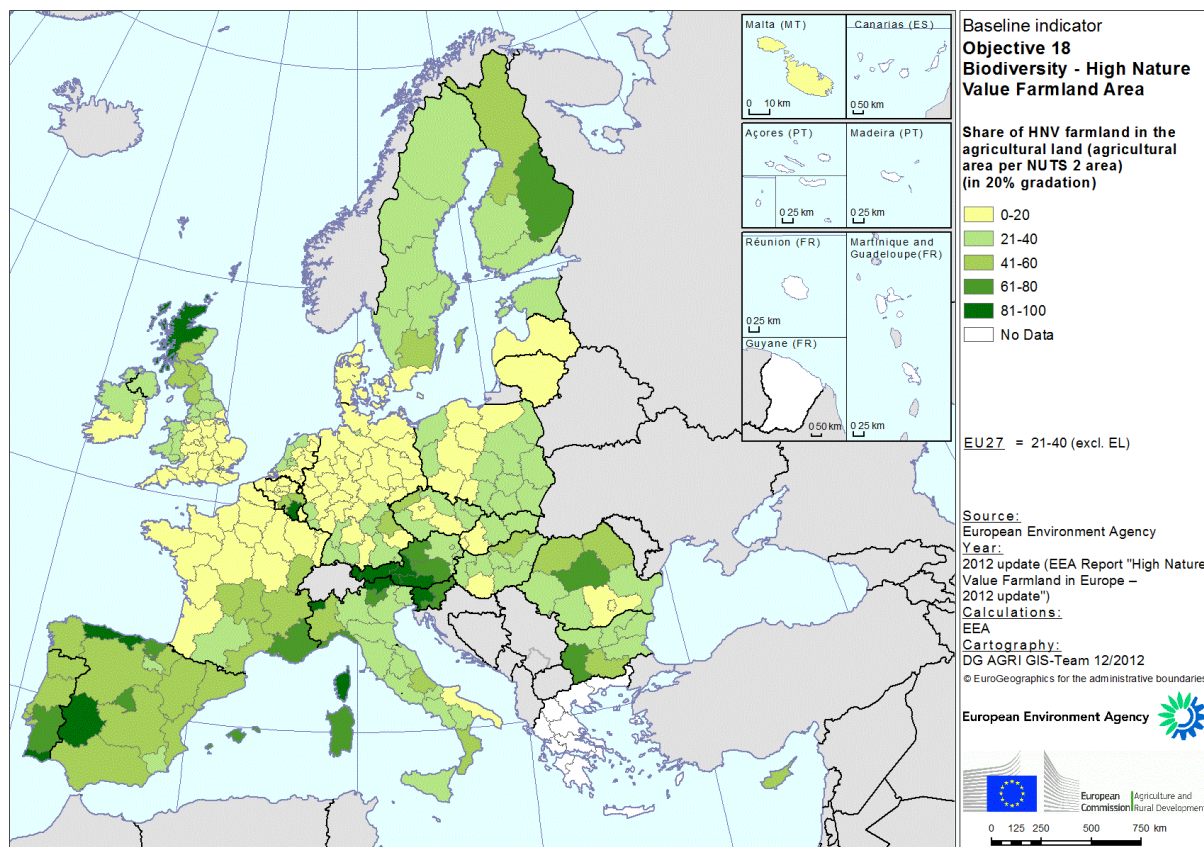 Malta (MT)
0 10 km
Canarias (ES)
0 50 km
Açores (PT)
0 25 km
Madeira (PT)
0 25 km
Réunion (FR)
0 25 km
Martinique and
Guadeloupe(FR)
0 25 km
Guyane (FR)
0 50 km
Baseline indicator
Objective 18
Biodiversity - High Nature
Value Farmland Area
Share of HNV farmland in the
agricultural land (agricultural
area per NUTS 2 area)
(in 20% gradation)
0-20
21-40
41-60
61-80
81-100
No Data
EU27 = 21-40 (excl. EL)
Source:
European Environment Agency
Year:
2012 update (EEA Report "High Nature
Value Farmland in Europe –
2012 update")
Calculations:
EEA
Cartography:
DG AGRI GIS-Team 12/2012
© EuroGeographics for the administrative boundaries
European Environment Agency
European
Commission
Agriculture and
Rural Development
0 125 250 500 750 km